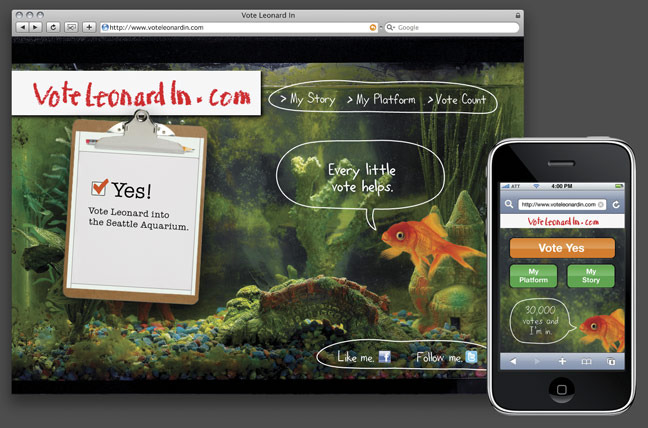 Vote Leonard In
http://www.voteleonardin.com
Google
VoteLeonardIn.com
> My Story > My Platform > Vote Count
Every little
vote helps.
Yes!
Vote Leonard into
the Seattle Aquarium.
Like me. Follow me.
AT&T 4:00 PM
http://www.voteleonardin.com
VoteLeonardIn.com
Vote Yes
My
Platform
My
Story
30,000
votes and
I'm in.